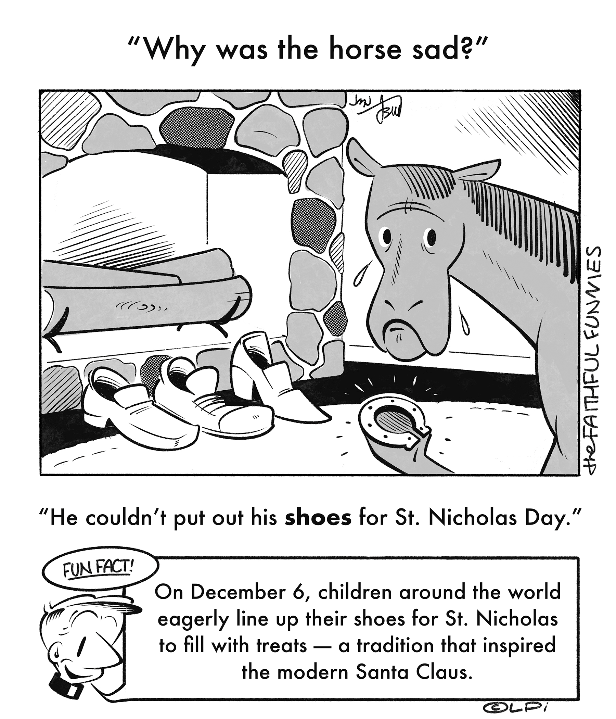 “Why was the horse sad?”
the FAITHFUL FUNNIES
“He couldn’t put out his shoes for St. Nicholas Day.”
FUN FACT!
On December 6, children around the world
eagerly line up their shoes for St. Nicholas
to fill with treats — a tradition that inspired
the modern Santa Claus.
©LPi